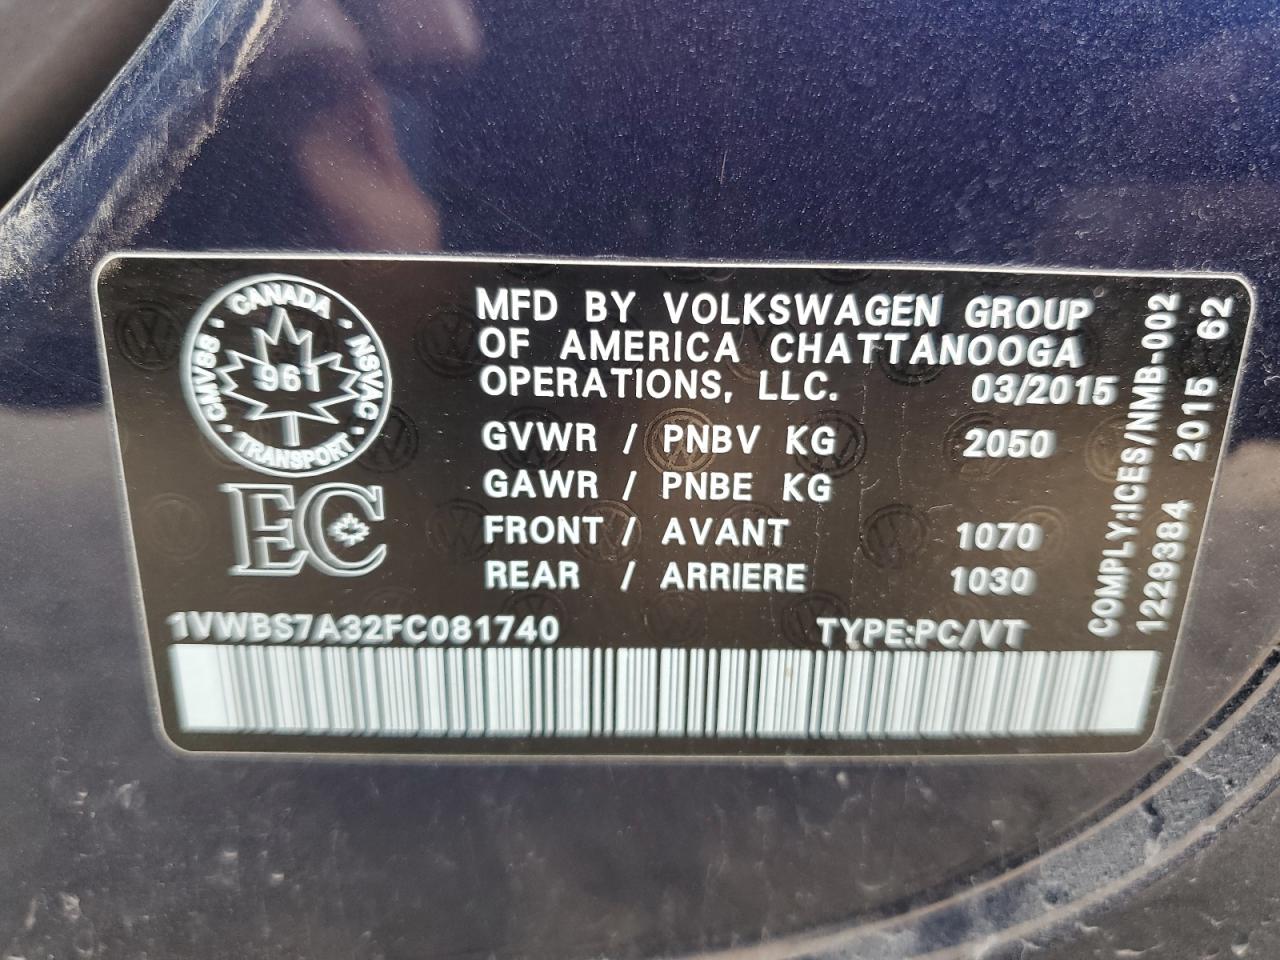 CANADA
CMVSS
961
NSVAC
TRANSPORT
EC
MFD BY VOLKSWAGEN GROUP
OF AMERICA CHATTANOOGA
OPERATIONS, LLC. 03/2015
GVWR / PNBV KG 2050
GAWR / PNBE KG
FRONT / AVANT 1070
REAR / ARRIERE 1030
1VWBS7A32FC081740 TYPE:PC/VT
COMPLY:ICES/NMB-002
1229384 2015 62